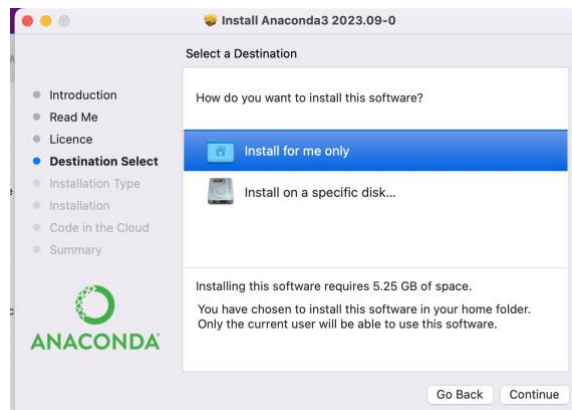 Install Anaconda3 2023.09-0
Select a Destination
Introduction
Read Me
Licence
Destination Select
Installation Type
Installation
Code in the Cloud
Summary
How do you want to install this software?
Install for me only
Install on a specific disk...
Installing this software requires 5.25 GB of space.
You have chosen to install this software in your home folder.
Only the current user will be able to use this software.
ANACONDA
Go Back
Continue